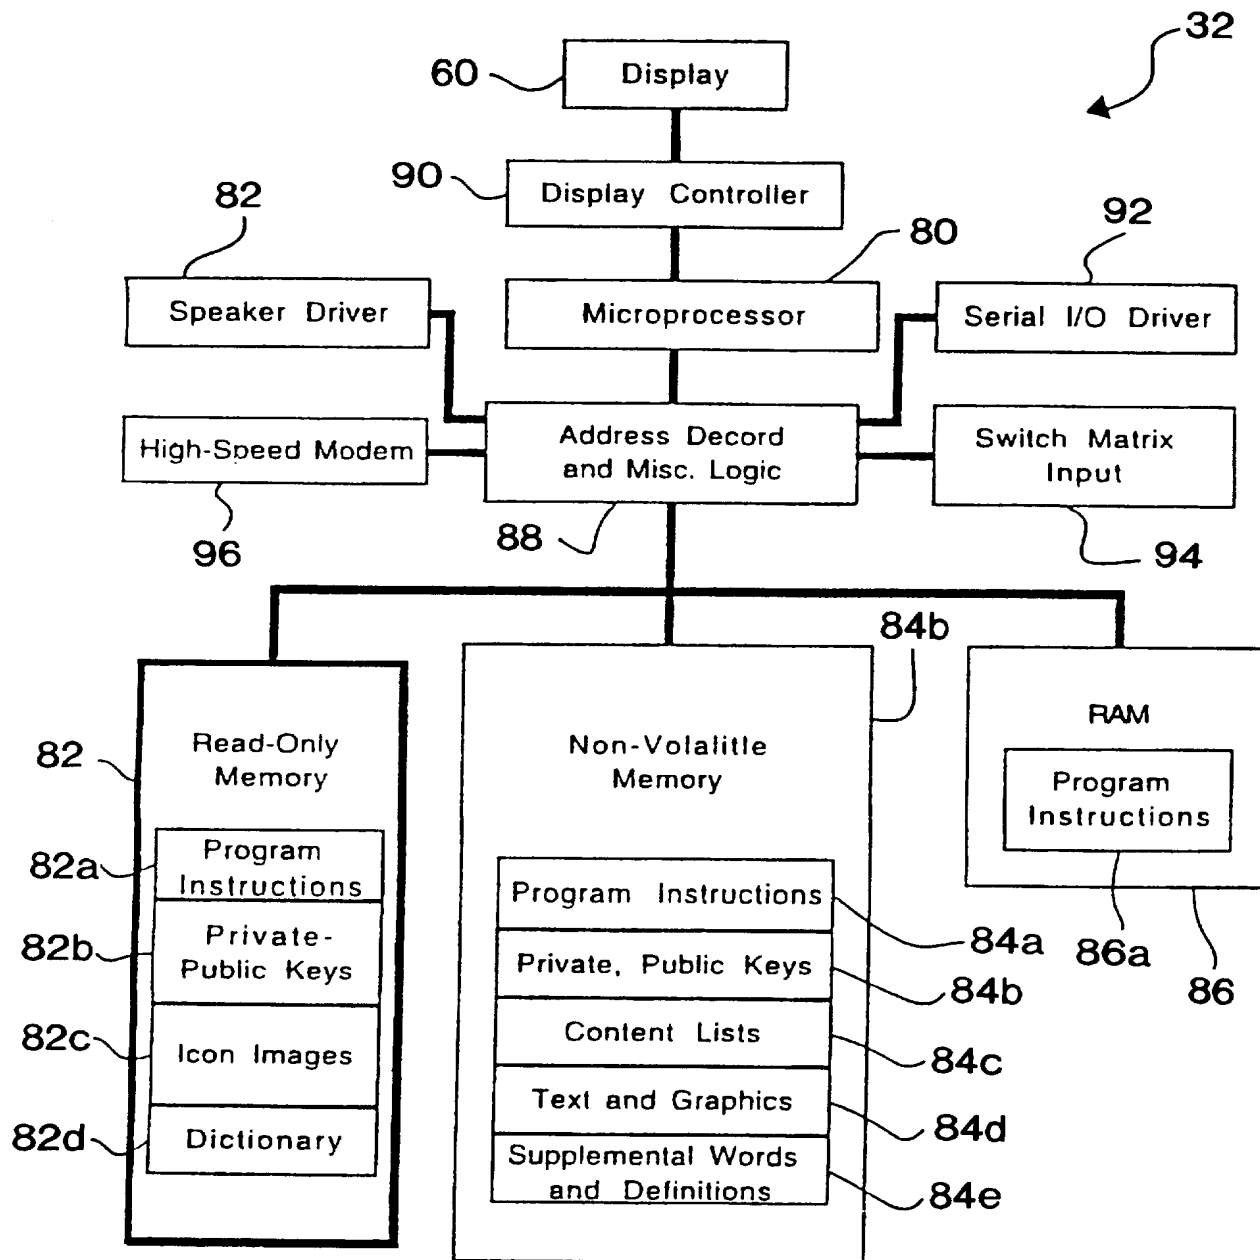 32
60
Display
90
Display Controller
82
80
92
Speaker Driver
Microprocessor
Serial I/O Driver
High-Speed Modem
Address Decord
and Misc. Logic
Switch Matrix
Input
96
88
94
84b
82
Read-Only
Memory
Non-Volalitle
Memory
RAM
Program
Instructions
86a
86
82a
Program
Instructions
82b
Private-
Public Keys
82c
Icon Images
82d
Dictionary
Program Instructions
84a
Private, Public Keys
84b
Content Lists
84c
Text and Graphics
84d
Supplemental Words
and Definitions
84e